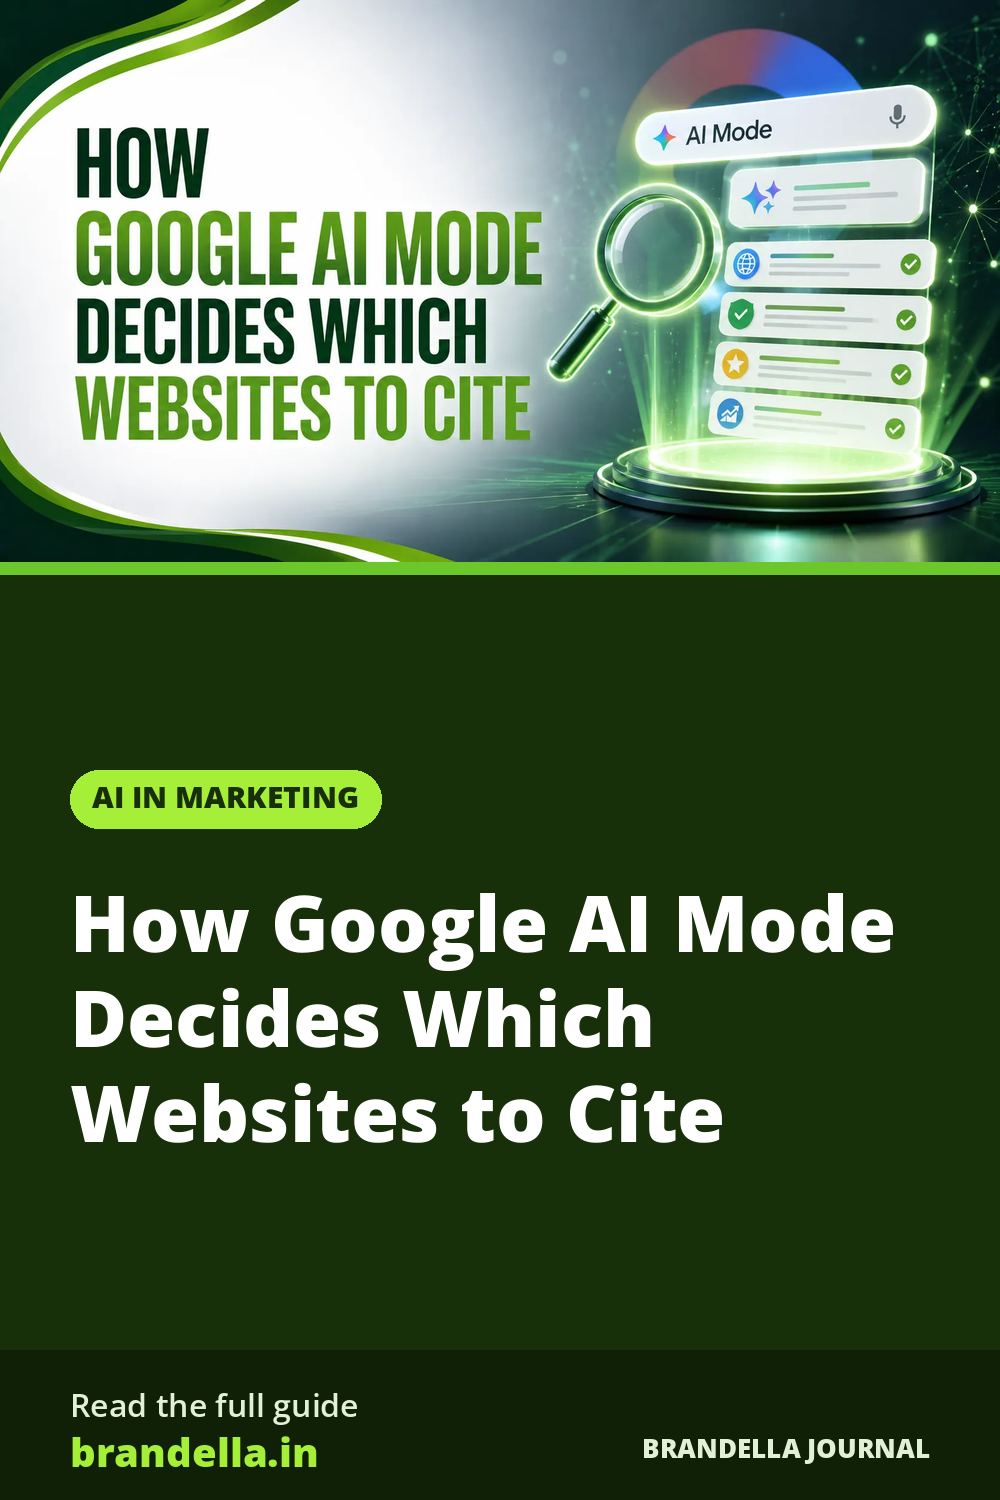 HOW
GOOGLE AI MODE
DECIDES WHICH
WEBSITES TO CITE
AI Mode
AI IN MARKETING
How Google AI Mode
Decides Which
Websites to Cite
Read the full guide
brandella.in
BRANDELLA JOURNAL